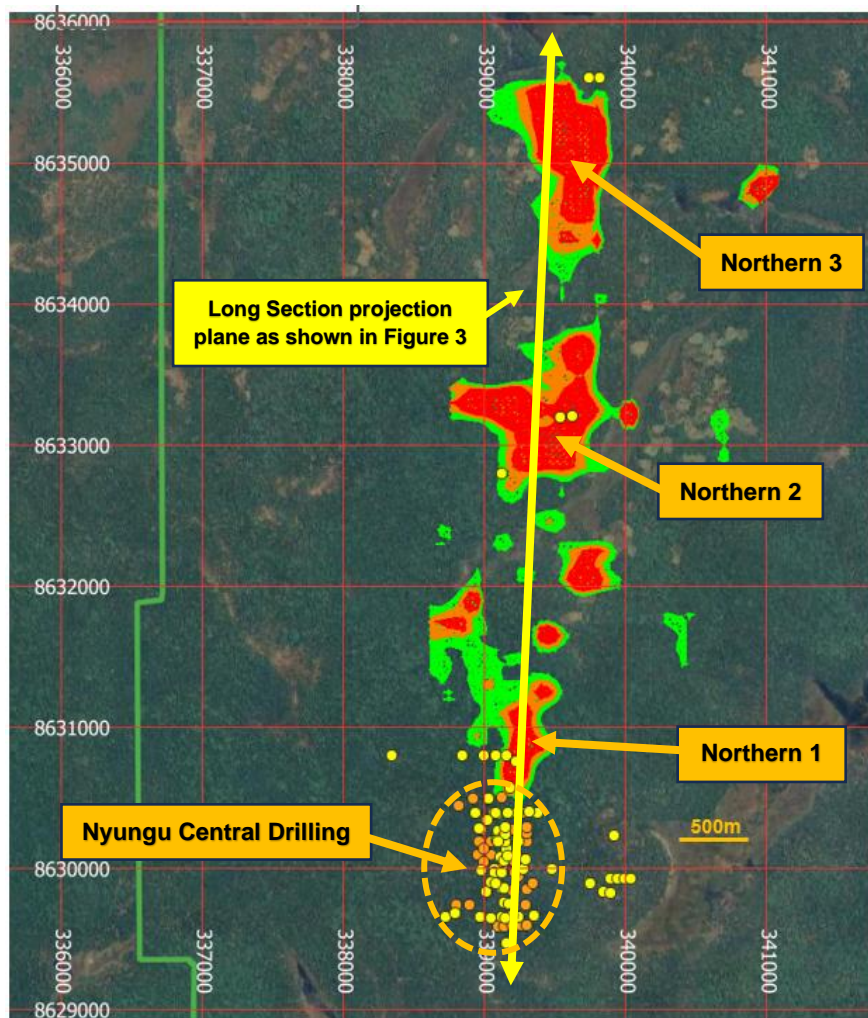 8636000
336000
337000
338000
339000
340000
341000
8635000
Northern 3
Long Section projection
plane as shown in Figure 3
8634000
8633000
Northern 2
8632000
8631000
Northern 1
Nyungu Central Drilling
500m
8630000
336000
337000
338000
339000
340000
341000
8629000